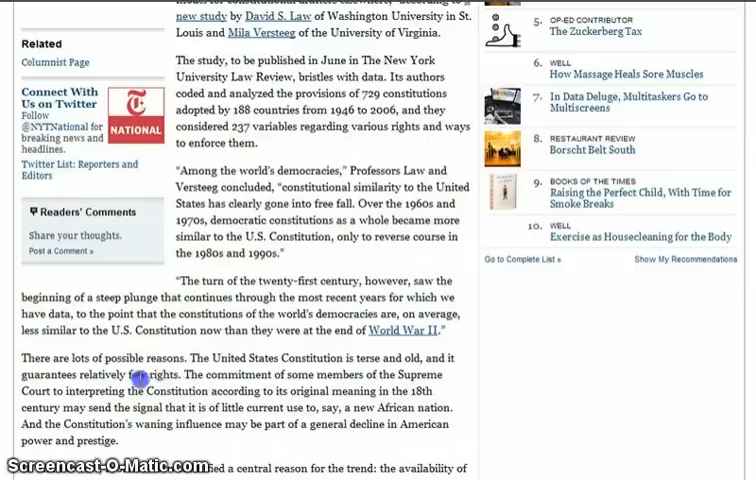 new study by David S. Law of Washington University in St.
Louis and Mila Versteeg of the University of Virginia.
The study, to be published in June in The New York
University Law Review, bristles with data. Its authors
coded and analyzed the provisions of 729 constitutions
adopted by 188 countries from 1946 to 2006, and they
considered 237 variables regarding various rights and ways
to enforce them.
“Among the world’s democracies,” Professors Law and
Versteeg concluded, “constitutional similarity to the United
States has clearly gone into free fall. Over the 1960s and
1970s, democratic constitutions as a whole became more
similar to the U.S. Constitution, only to reverse course in
the 1980s and 1990s.”
“The turn of the twenty-first century, however, saw the
beginning of a steep plunge that continues through the most recent years for which we
have data, to the point that the constitutions of the world’s democracies are, on average,
less similar to the U.S. Constitution now than they were at the end of World War II.”
There are lots of possible reasons. The United States Constitution is terse and old, and it
guarantees relatively few rights. The commitment of some members of the Supreme
Court to interpreting the Constitution according to its original meaning in the 18th
century may send the signal that it is of little current use to, say, a new African nation.
And the Constitution’s waning influence may be part of a general decline in American
power and prestige.
a central reason for the trend: the availability of
Related
Columnist Page
Connect With
Us on Twitter
Follow
@NYTNational for
breaking news and
headlines.
Twitter List: Reporters and
Editors
T
NATIONAL
Readers’ Comments
Share your thoughts.
Post a Comment »
5. OP-ED CONTRIBUTOR
The Zuckerberg Tax
6. WELL
How Massage Heals Sore Muscles
7. In Data Deluge, Multitaskers Go to
Multiscreens
8. RESTAURANT REVIEW
Borscht Belt South
9. BOOKS OF THE TIMES
Raising the Perfect Child, With Time for
Smoke Breaks
10. WELL
Exercise as Housecleaning for the Body
Go to Complete List »
Show My Recommendations
Screencast-O-Matic.com